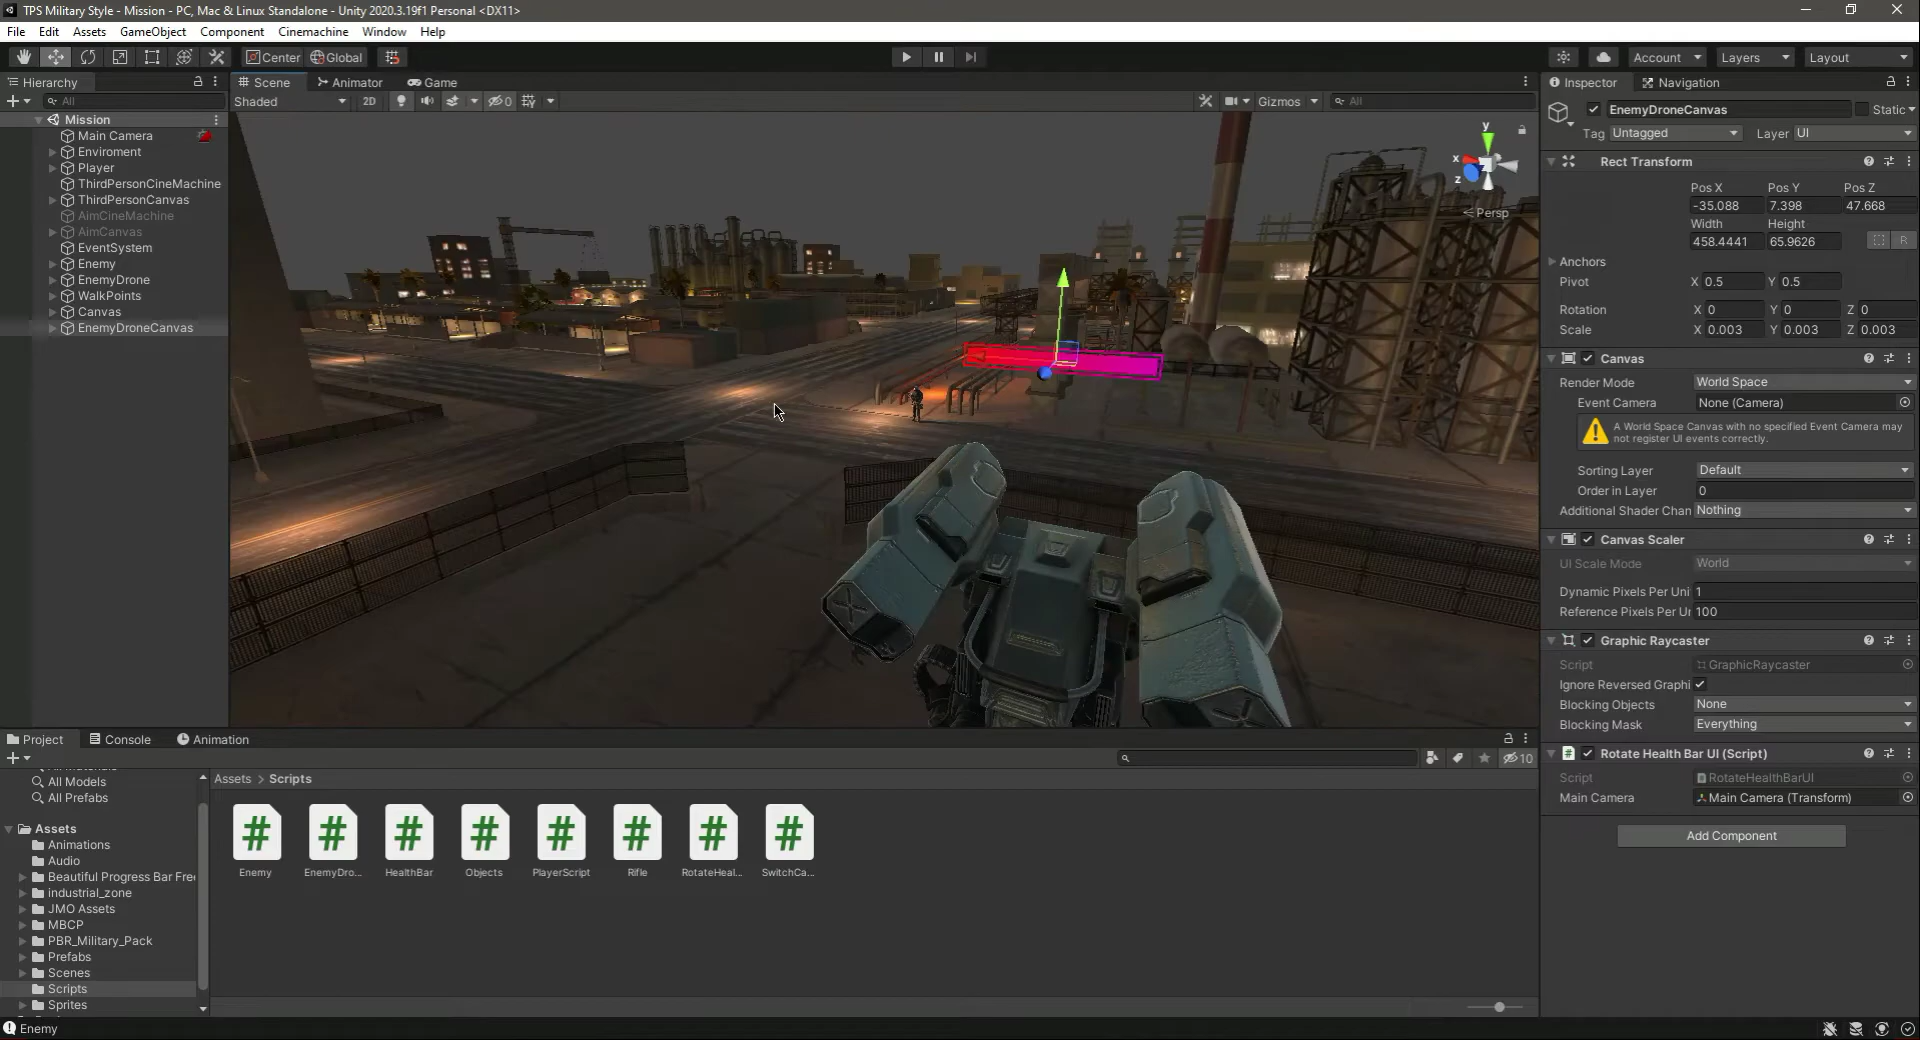 TPS Military Style - Mission - PC, Mac & Linux Standalone - Unity 2020.3.19f1 Personal <DX11>
File Edit Assets GameObject Component Cinemachine Window Help
Center Global Account Layers Layout
Hierarchy
All
Mission
Main Camera
Enviroment
Player
ThirdPersonCineMachine
ThirdPersonCanvas
AimCineMachine
AimCanvas
EventSystem
Enemy
EnemyDrone
WalkPoints
Canvas
EnemyDroneCanvas
Scene Animator Game
Shaded 2D 0 Gizmos All
y
x
z
Persp
Inspector Navigation
EnemyDroneCanvas Static
Tag Untagged Layer UI
Rect Transform
Pos X Pos Y Pos Z
-35.088 7.398 47.668
Width Height
458.4441 65.9626 R
Anchors
Pivot X 0.5 Y 0.5
Rotation X 0 Y 0 Z 0
Scale X 0.003 Y 0.003 Z 0.003
Canvas
Render Mode World Space
Event Camera None (Camera)
A World Space Canvas with no specified Event Camera may
not register UI events correctly.
Sorting Layer Default
Order in Layer 0
Additional Shader Chan Nothing
Canvas Scaler
UI Scale Mode World
Dynamic Pixels Per Uni 1
Reference Pixels Per Ur 100
Graphic Raycaster
Script GraphicRaycaster
Ignore Reversed Graphi
Blocking Objects None
Blocking Mask Everything
Rotate Health Bar UI (Script)
Script RotateHealthBarUI
Main Camera Main Camera (Transform)
Add Component
Project Console Animation
10
All Models
All Prefabs
Assets
Animations
Audio
Beautiful Progress Bar Free
industrial_zone
JMO Assets
MBCP
PBR_Military_Pack
Prefabs
Scenes
Scripts
Sprites
Assets > Scripts
Enemy EnemyDro... HealthBar Objects PlayerScript Rifle RotateHeal... SwitchCa...
Enemy